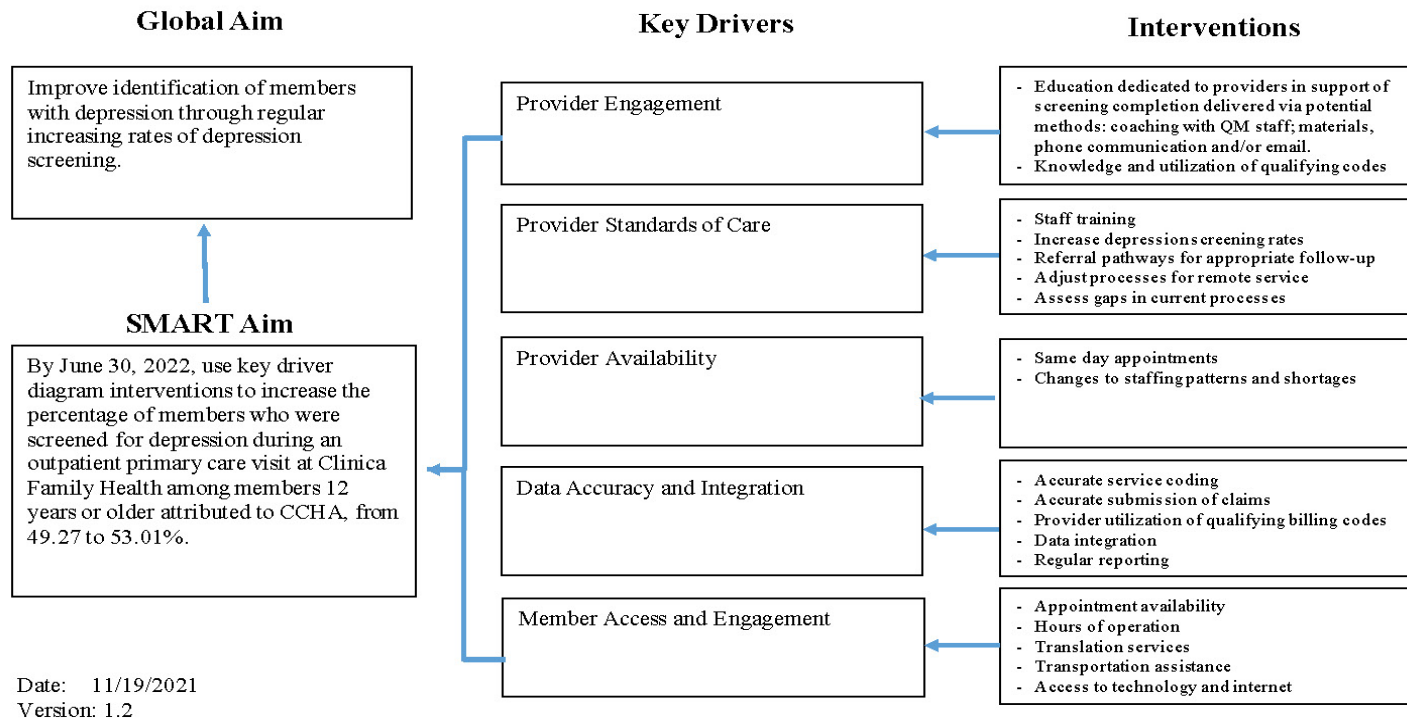 Global Aim
Improve identification of members
with depression through regular
increasing rates of depression
screening.
SMART Aim
By June 30, 2022, use key driver
diagram interventions to increase the
percentage of members who were
screened for depression during an
outpatient primary care visit at Clinica
Family Health among members 12
years or older attributed to CCHA, from
49.27 to 53.01%.
Date: 11/19/2021
Version: 1.2
Key Drivers
Provider Engagement
Provider Standards of Care
Provider Availability
Data Accuracy and Integration
Member Access and Engagement
Interventions
- Education dedicated to providers in support of
screening completion delivered via potential
methods: coaching with QM staff; materials,
phone communication and/or email.
- Knowledge and utilization of qualifying codes
- Staff training
- Increase depressions creening rates
- Referral pathways for appropriate follow-up
- Adjust processes for remote service
- Assess gaps in current processes
- Same day appointments
- Changes to staffing patterns and shortages
- Accurate service coding
- Accurate submission of claims
- Provider utilization of qualifying billing codes
- Data integration
- Regular reporting
- Appointment availability
- Hours of operation
- Translation services
- Transportation assistance
- Access to technology and internet